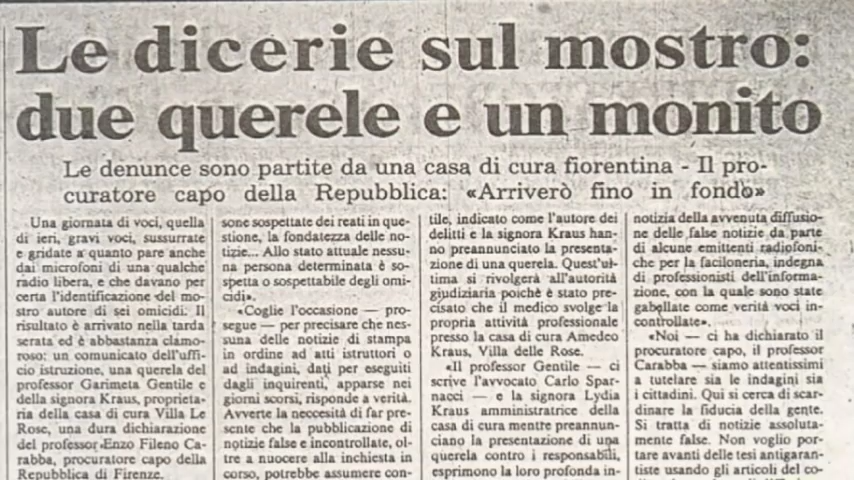 Le dicerie sul mostro:
due querele e un monito
Le denunce sono partite da una casa di cura fiorentina - Il pro-
curatore capo della Repubblica: «Arriverò fino in fondo»
Una giornata di voci, quella
di ieri, gravi voci, sussurrate
e gridate a quanto pare anche
dai microfoni di una qualche
radio libera, e che davano per
certa l'identificazione del mo-
stro autore di sei omicidi. Il
risultato è arrivato nella tarda
serata ed è abbastanza clamo-
roso: un comunicato dell'uffi-
cio istruzione, una querela del
professor Garimeta Gentile e
della signora Kraus, proprieta-
ria della casa di cura Villa Le
Rose, una dura dichiarazione
del professor Enzo Fileno Ca-
rabba, procuratore capo della
Repubblica di Firenze.
sone sospettate dei reati in que-
stione, la fondatezza delle no-
tizie... Allo stato attuale nessu-
na persona determinata è so-
spetta o sospettabile degli omi-
cidi».
«Coglie l'occasione — pro-
segue — per precisare che nes-
suna delle notizie di stampa
in ordine ad atti istruttori o
ad indagini, dati per eseguiti
dagli inquirenti, apparse nei
giorni scorsi, risponde a verità.
Avverte la necessità di far pre-
sente che la pubblicazione di
notizie false e incontrollate, ol-
tre a nuocere alla inchiesta in
corso, potrebbe assumere con-
tile, indicato come l'autore dei
delitti e la signora Kraus han-
no preannunciato la presenta-
zione di una querela. Quest'ul-
tima si rivolgerà all'autorità
giudiziaria poichè è stato pre-
cisato che il medico svolge la
propria attività professionale
presso la casa di cura Amedeo
Kraus, Villa delle Rose.
«Il professor Gentile — ci
scrive l'avvocato Carlo Spar-
nacci — e la signora Lydia
Kraus amministratrice della
casa di cura mentre preannun-
ciano la presentazione di una
querela contro i responsabili,
esprimono la loro profonda in-
notizia della avvenuta diffusio-
ne delle false notizie da parte
di alcune emittenti radiofoni-
che per la faciloneria, indegna
di professionisti dell'informa-
zione, con la quale sono state
gabellate come verità voci in-
controllate».
«Noi — ci ha dichiarato il
procuratore capo, il professor
Carabba — siamo attentissimi
a tutelare sia le indagini sia
i cittadini. Qui si cerca di scar-
dinare la fiducia della gente.
Si tratta di notizie assoluta-
mente false. Non voglio por-
tare avanti delle tesi antigaran-
tiste usando gli articoli del co-